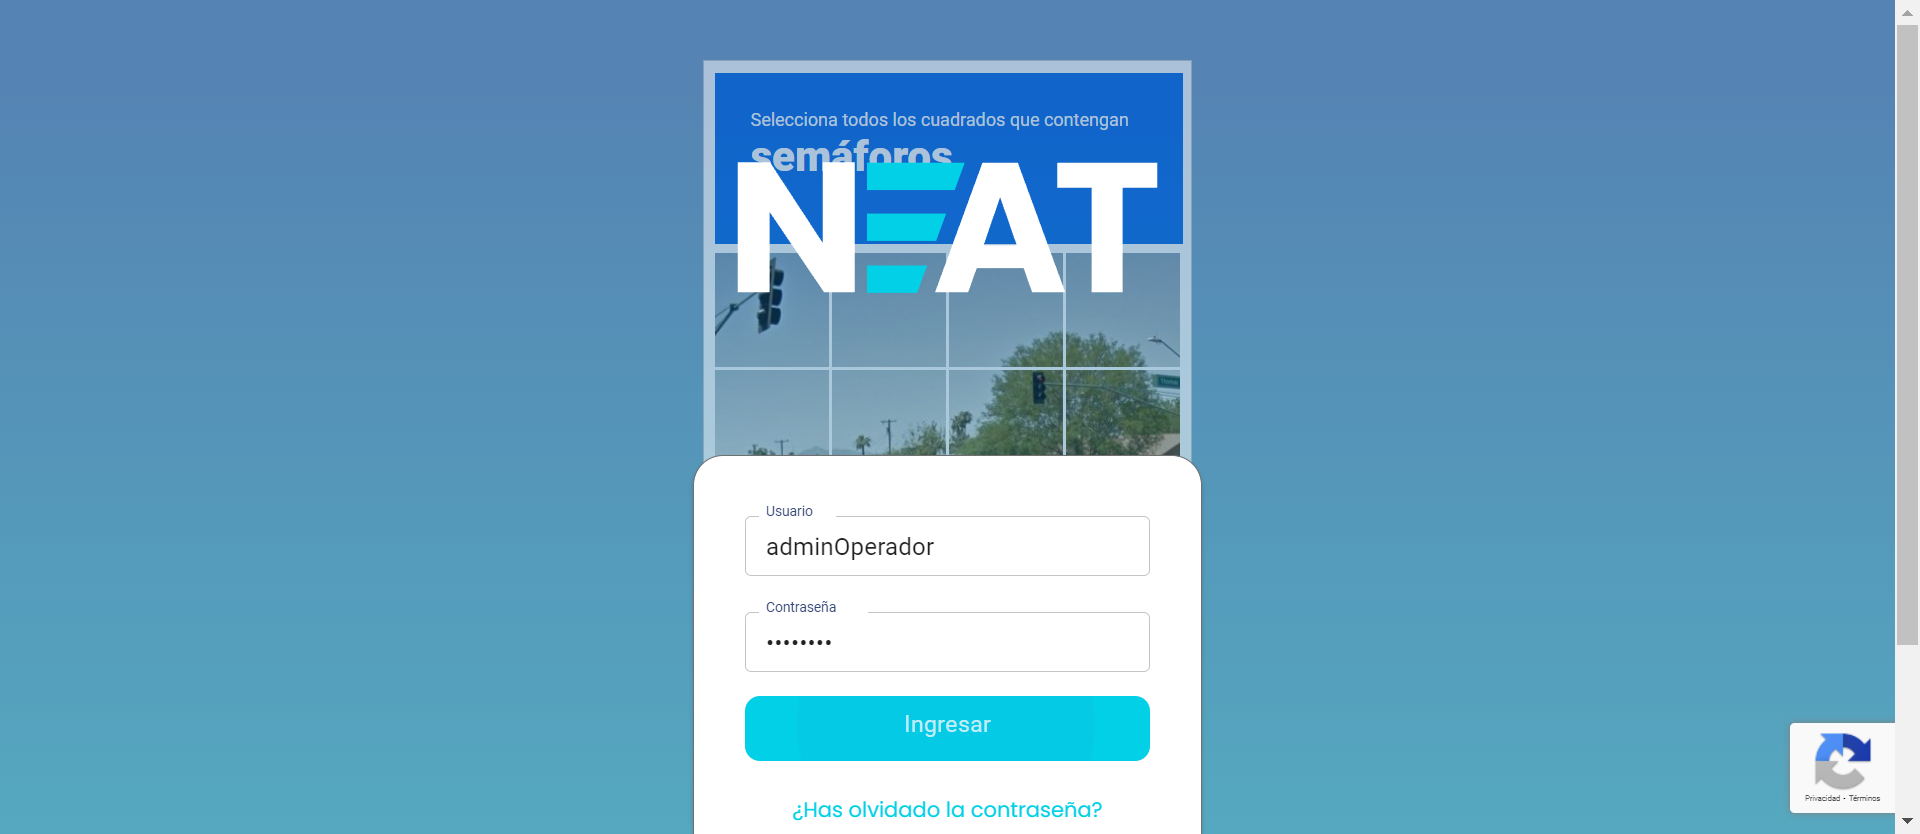 Selecciona todos los cuadrados que contengan
semáforos
NEAT
Usuario
adminOperador
Contraseña
••••••••
Ingresar
¿Has olvidado la contraseña?
Privacidad - Términos